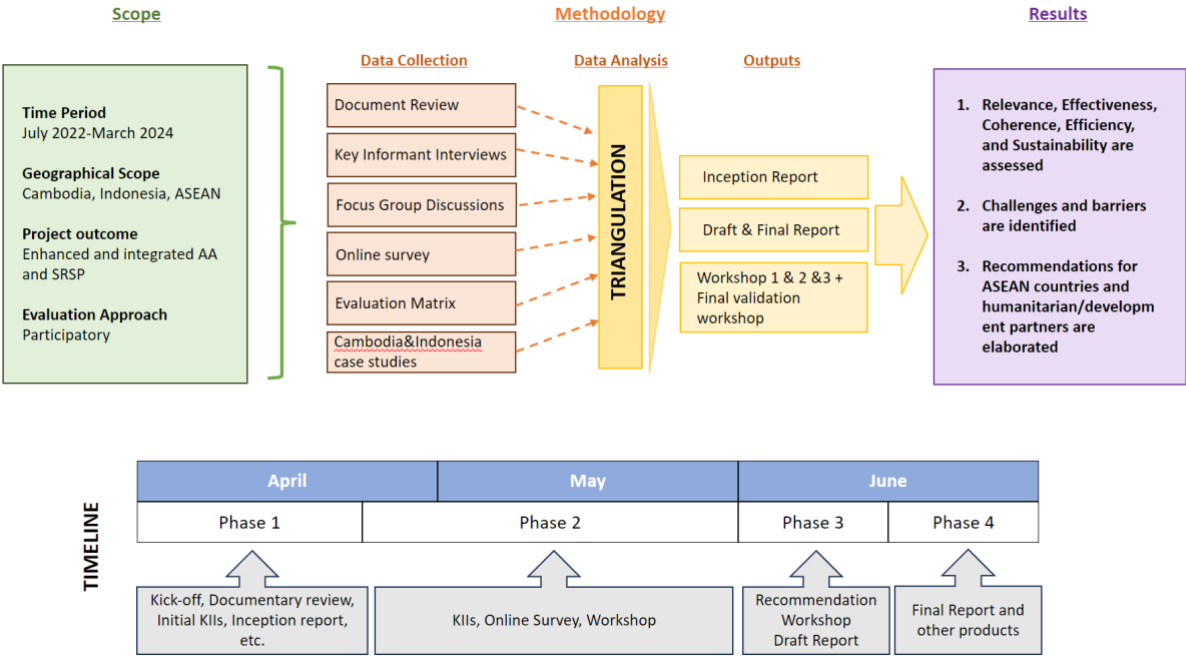 Scope
Methodology
Results
Data Collection
Data Analysis
Outputs
Time Period
July 2022-March 2024
Geographical Scope
Cambodia, Indonesia, ASEAN
Project outcome
Enhanced and integrated AA
and SRSP
Evaluation Approach
Participatory
Document Review
Key Informant Interviews
Focus Group Discussions
Online survey
Evaluation Matrix
Cambodia&Indonesia
case studies
TRIANGULATION
Inception Report
Draft & Final Report
Workshop 1 & 2 &3 +
Final validation
workshop
1. Relevance, Effectiveness,
Coherence, Efficiency,
and Sustainability are
assessed
2. Challenges and barriers
are identified
3. Recommendations for
ASEAN countries and
humanitarian/developm
ent partners are
elaborated
TIMELINE
April
May
June
Phase 1
Phase 2
Phase 3
Phase 4
Kick-off, Documentary review,
Initial KIIs, Inception report,
etc.
KIIs, Online Survey, Workshop
Recommendation
Workshop
Draft Report
Final Report and
other products